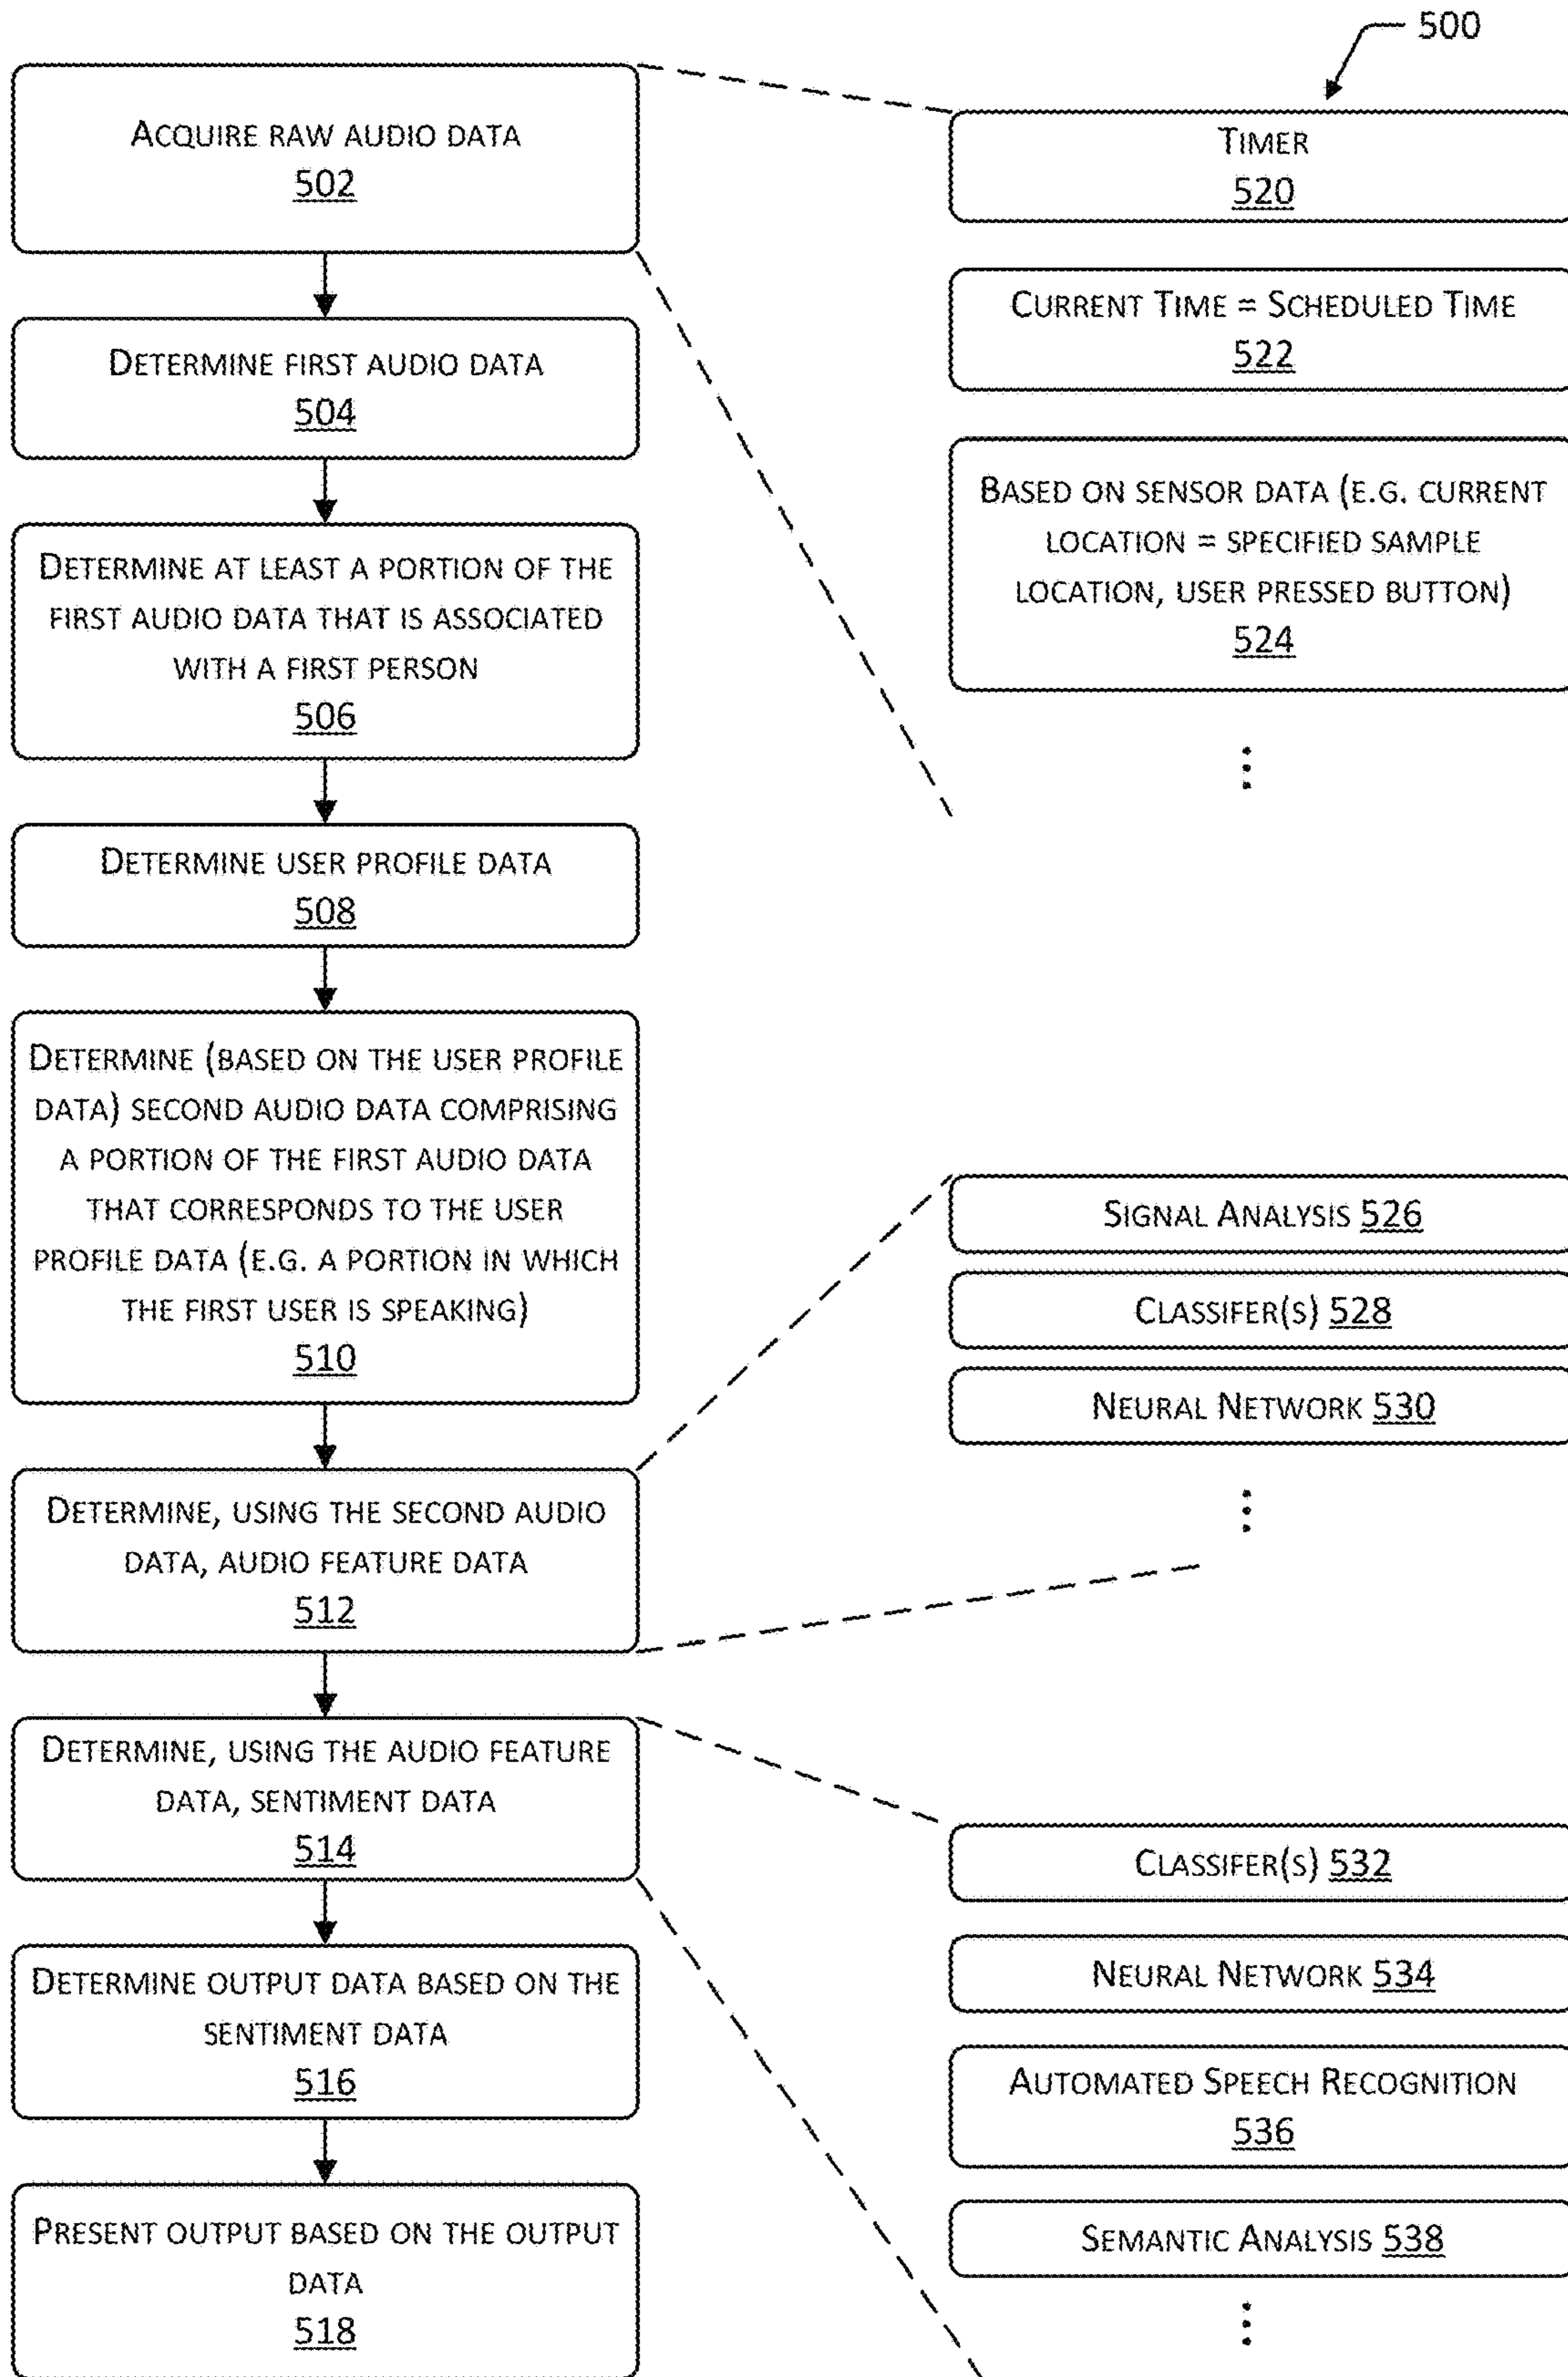 500
ACQUIRE RAW AUDIO DATA
502
DETERMINE FIRST AUDIO DATA
504
DETERMINE AT LEAST A PORTION OF THE
FIRST AUDIO DATA THAT IS ASSOCIATED
WITH A FIRST PERSON
506
DETERMINE USER PROFILE DATA
508
DETERMINE (BASED ON THE USER PROFILE
DATA) SECOND AUDIO DATA COMPRISING
A PORTION OF THE FIRST AUDIO DATA
THAT CORRESPONDS TO THE USER
PROFILE DATA (E.G. A PORTION IN WHICH
THE FIRST USER IS SPEAKING)
510
DETERMINE, USING THE SECOND AUDIO
DATA, AUDIO FEATURE DATA
512
DETERMINE, USING THE AUDIO FEATURE
DATA, SENTIMENT DATA
514
DETERMINE OUTPUT DATA BASED ON THE
SENTIMENT DATA
516
PRESENT OUTPUT BASED ON THE OUTPUT
DATA
518
TIMER
520
CURRENT TIME = SCHEDULED TIME
522
BASED ON SENSOR DATA (E.G. CURRENT
LOCATION = SPECIFIED SAMPLE
LOCATION, USER PRESSED BUTTON)
524
SIGNAL ANALYSIS 526
CLASSIFER(S) 528
NEURAL NETWORK 530
CLASSIFER(S) 532
NEURAL NETWORK 534
AUTOMATED SPEECH RECOGNITION
536
SEMANTIC ANALYSIS 538